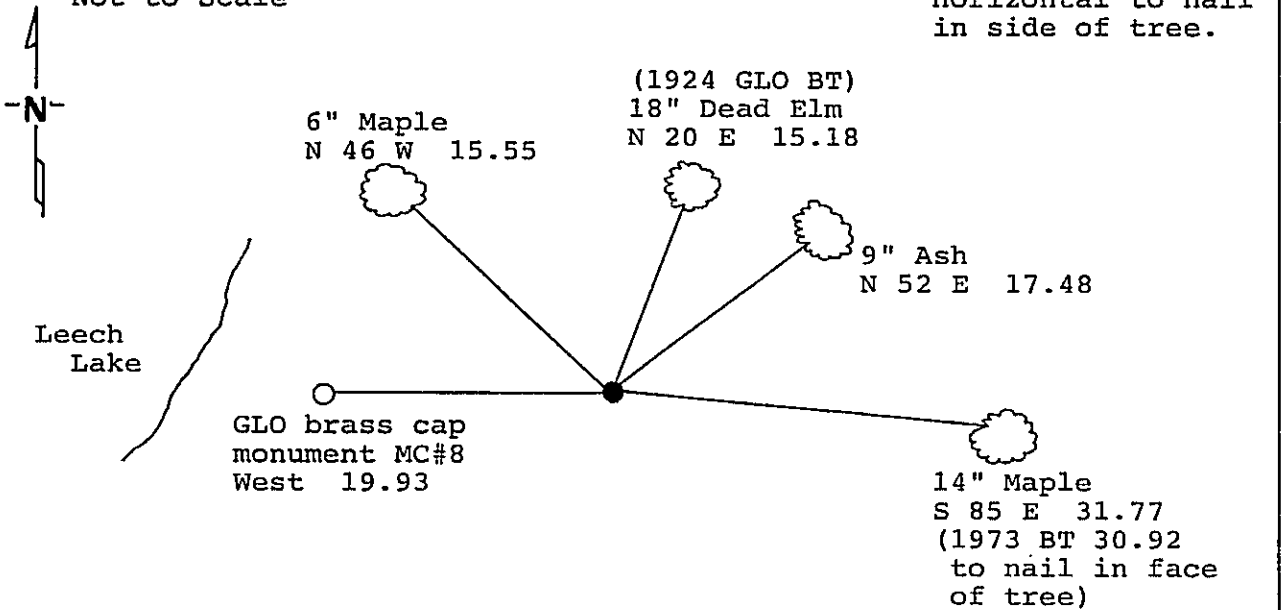 Not to Scale
Horizontal to nail
in side of tree.
-N-
(1924 GLO BT)
18" Dead Elm
N 20 E 15.18
6" Maple
N 46 W 15.55
9" Ash
N 52 E 17.48
Leech
Lake
GLO brass cap
monument MC#8
West 19.93
14" Maple
S 85 E 31.77
(1973 BT 30.92
to nail in face
of tree)